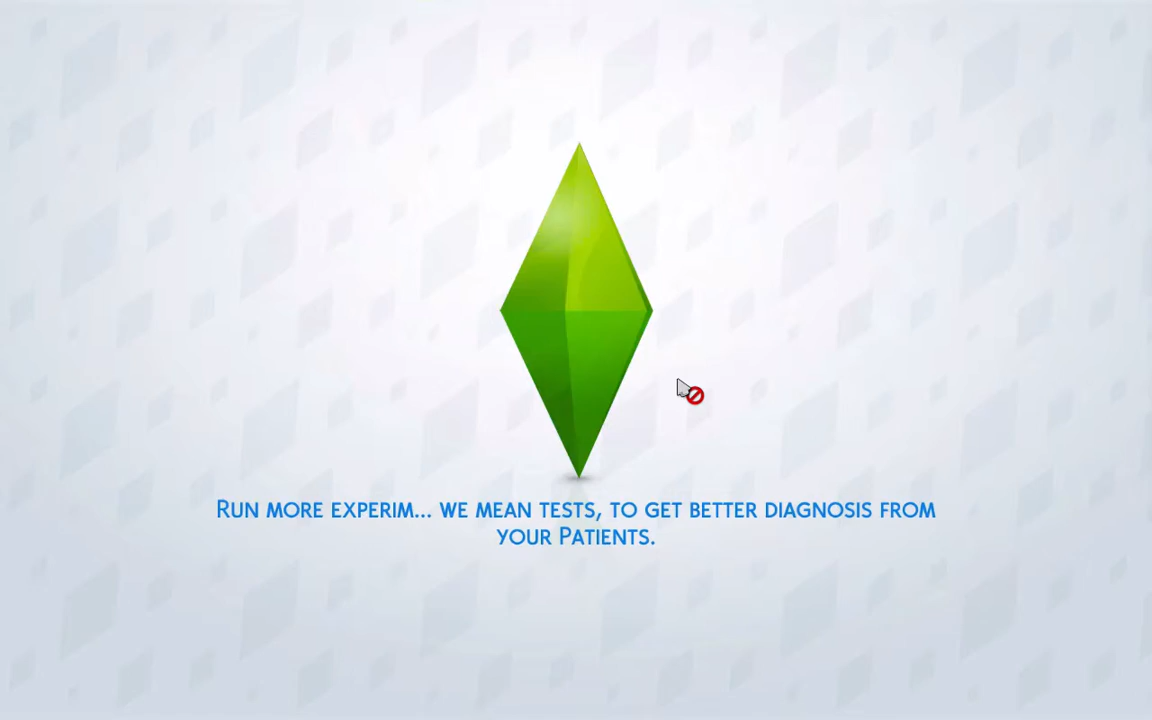 Run more experim... we mean tests, to get better diagnosis from
your Patients.